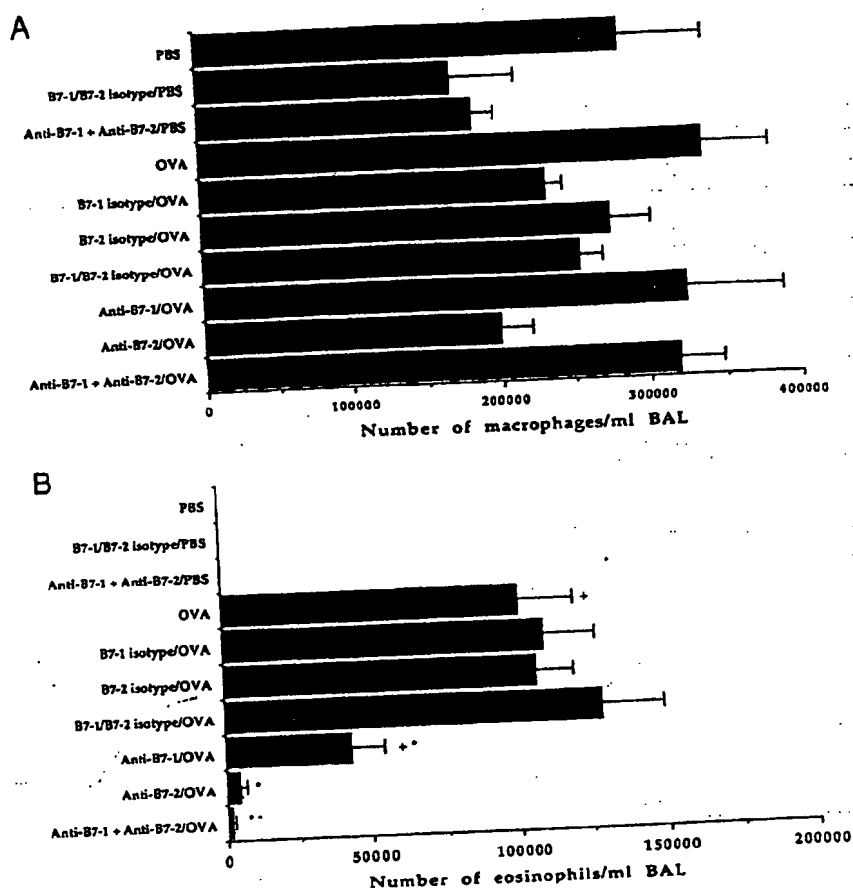 A
PBS
B7-1/B7-2 isotype/PBS
Anti-B7-1 + Anti-B7-2/PBS
OVA
B7-1 isotype/OVA
B7-2 isotype/OVA
B7-1/B7-2 isotype/OVA
Anti-B7-1/OVA
Anti-B7-2/OVA
Anti-B7-1 + Anti-B7-2/OVA
0 100000 200000 300000 400000
Number of macrophages/ml BAL
B
PBS
B7-1/B7-2 isotype/PBS
Anti-B7-1 + Anti-B7-2/PBS
OVA +
B7-1 isotype/OVA
B7-2 isotype/OVA
B7-1/B7-2 isotype/OVA
Anti-B7-1/OVA + *
Anti-B7-2/OVA *
Anti-B7-1 + Anti-B7-2/OVA **
0 50000 100000 150000 200000
Number of eosinophils/ml BAL